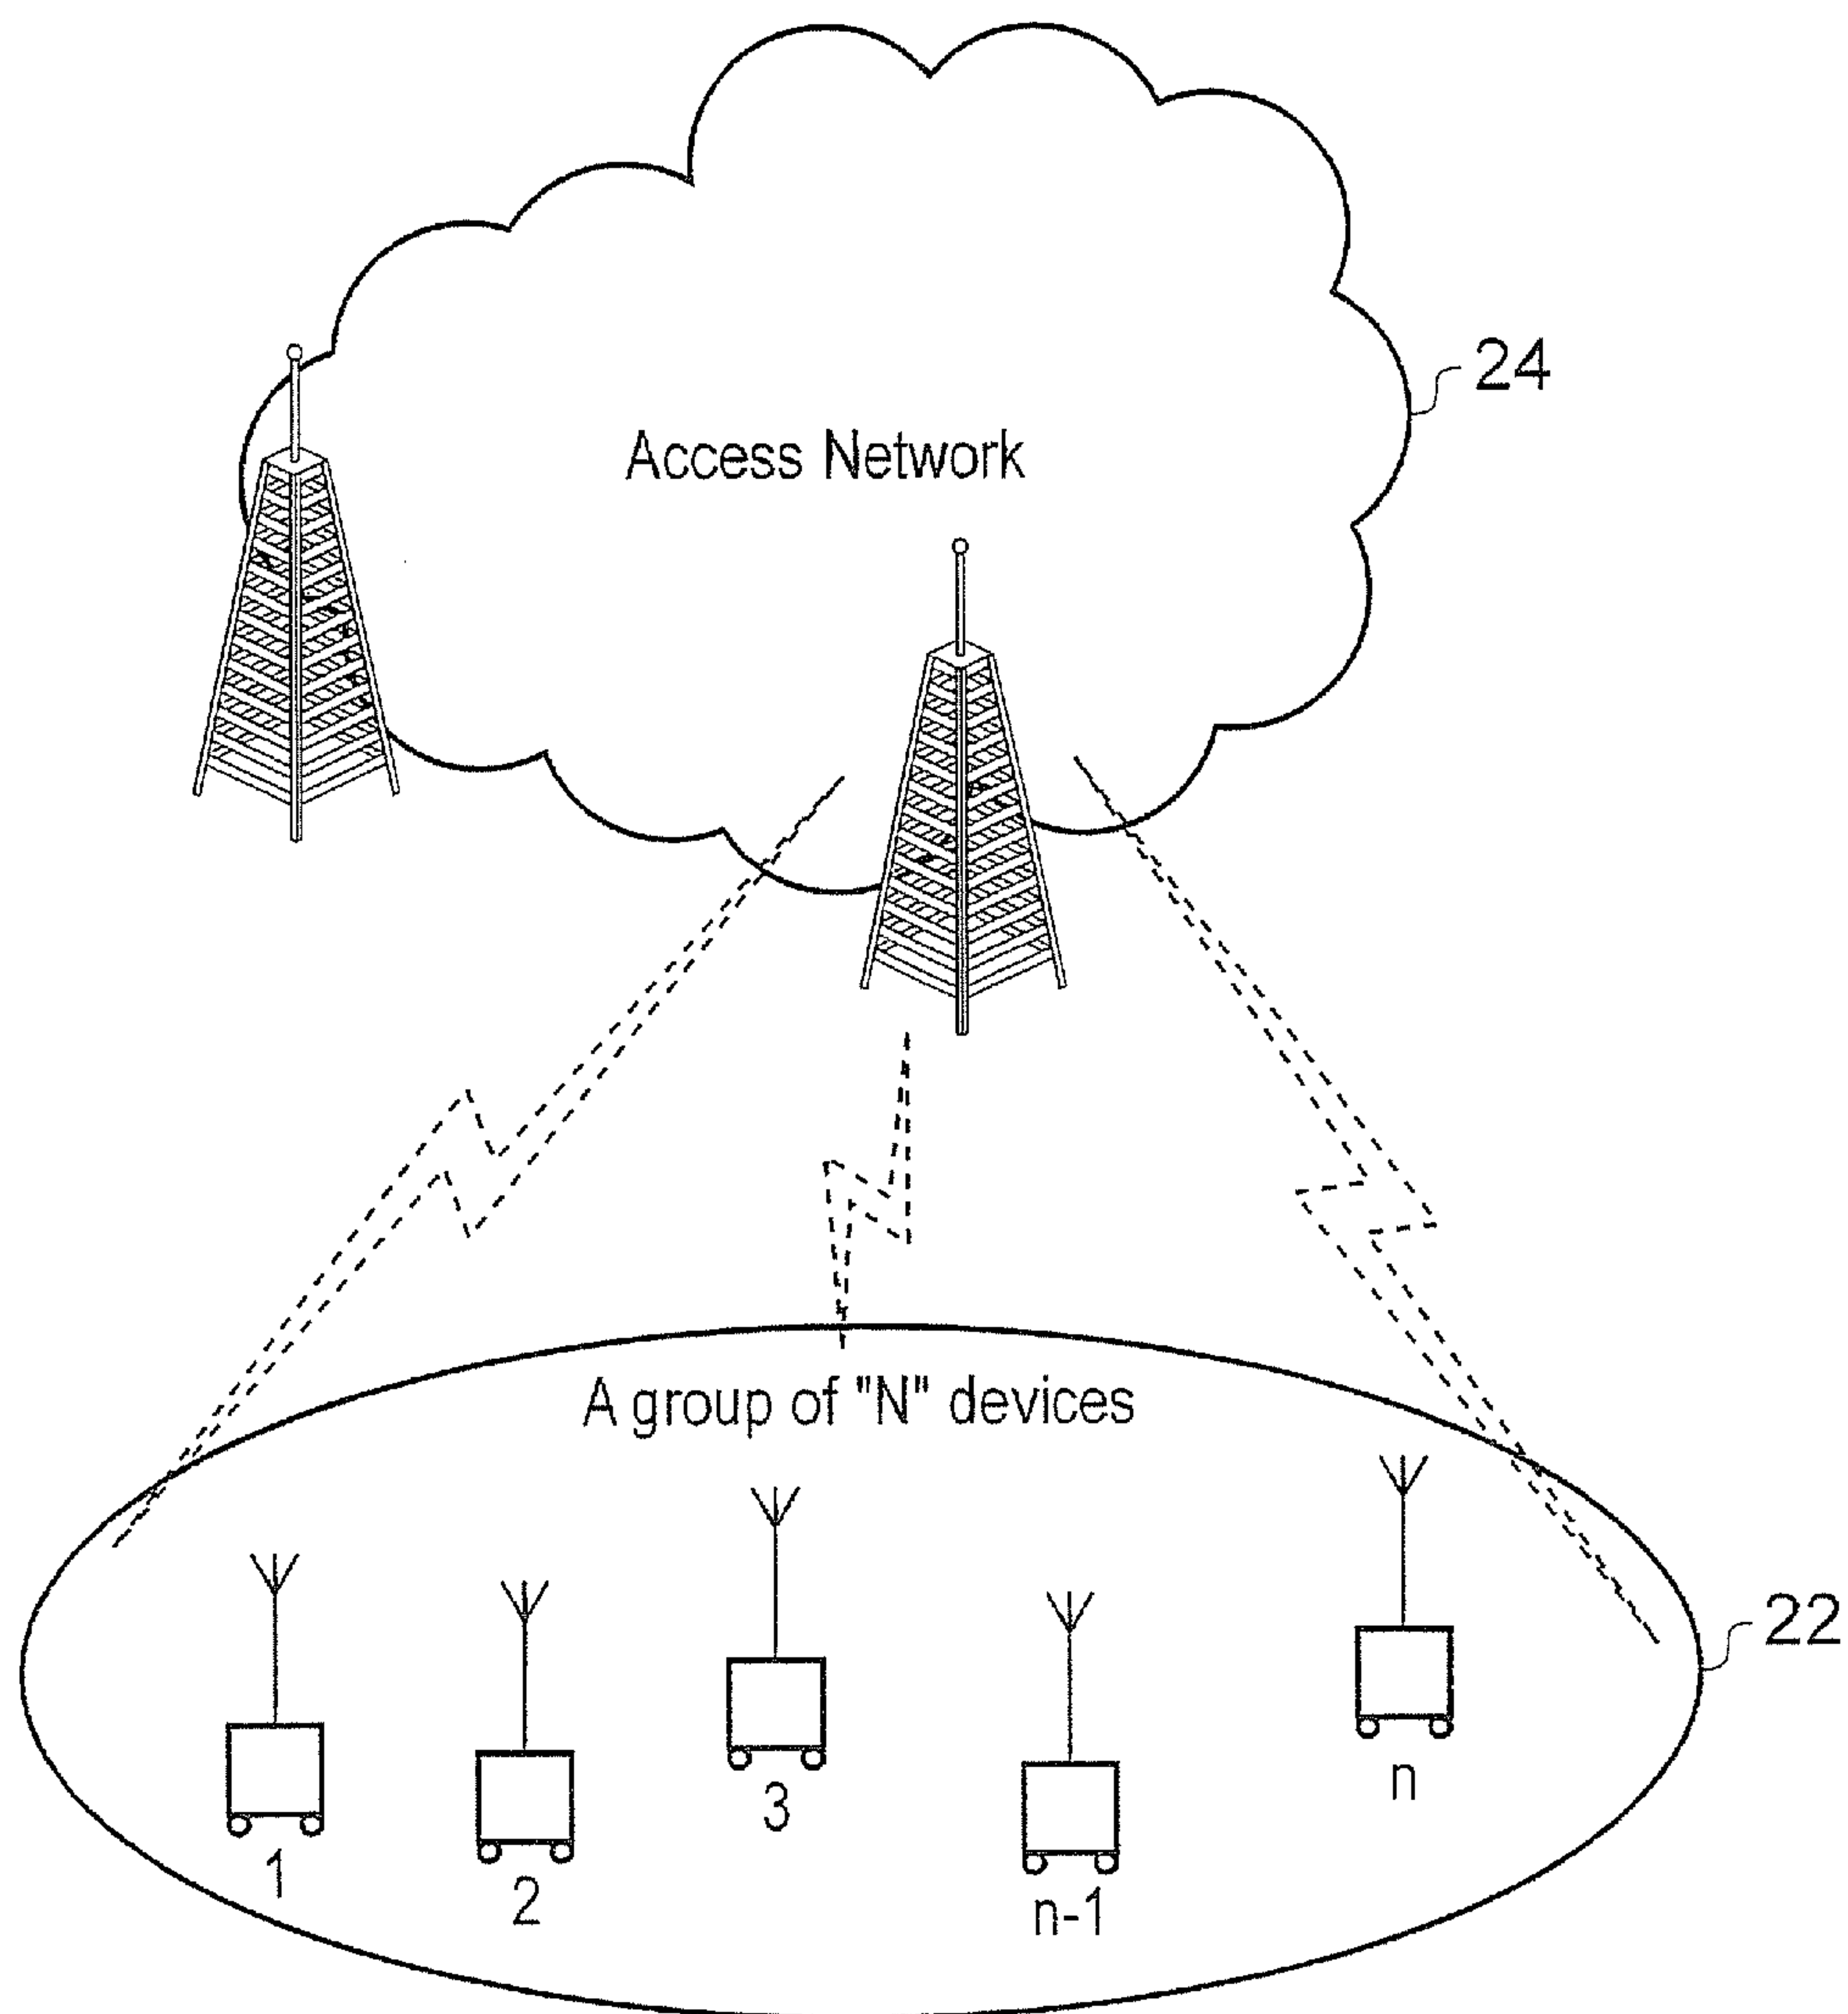 24
Access Network
A group of "N" devices
22
1
2
3
n-1
n